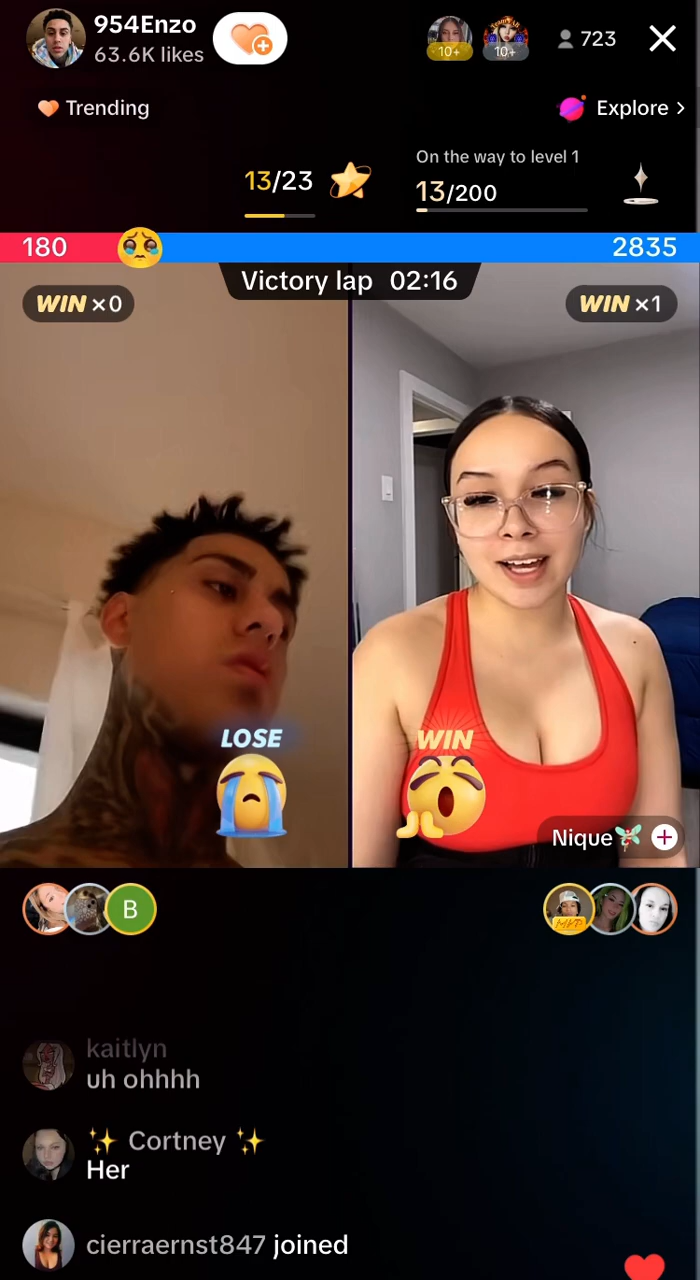 954Enzo
63.6K likes
10+
10+
723
Trending
Explore >
On the way to level 1
13/23
13/200
180
2835
Victory lap 02:16
WIN ×0
WIN ×1
LOSE
WIN
Nique
B
MVP
kaitlyn
uh ohhhh
✨ Cortney ✨
Her
cierraernst847 joined